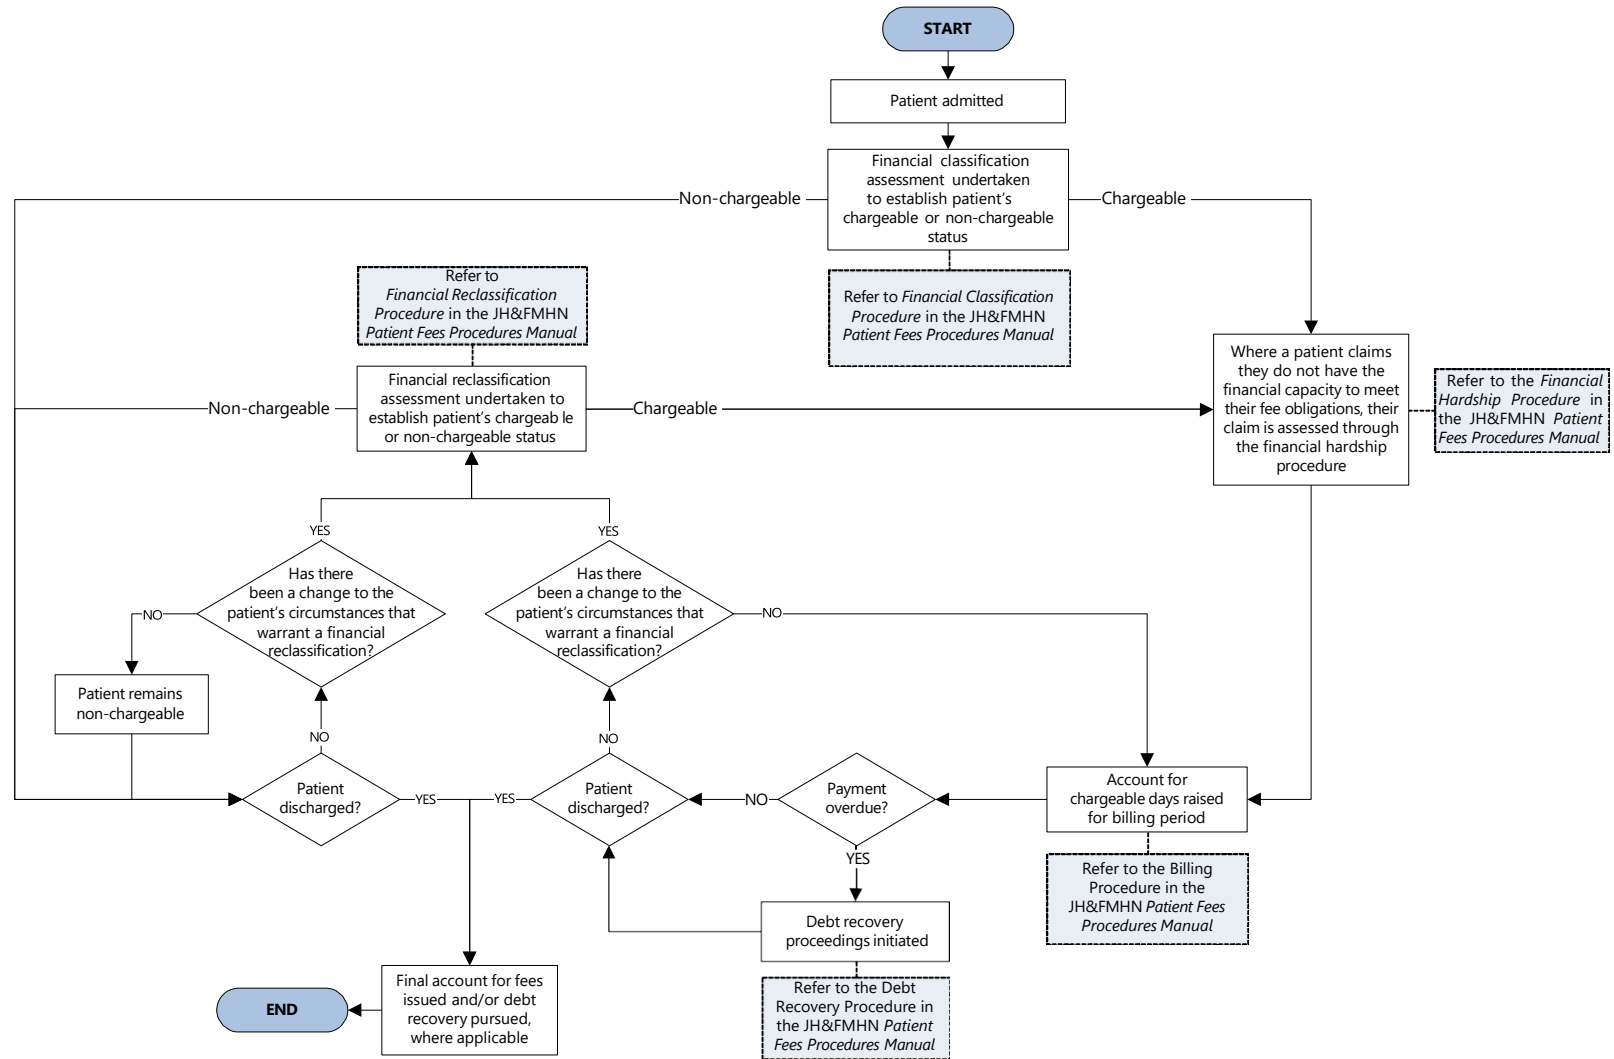 START
Patient admitted
Financial classification
assessment undertaken
to establish patient's
chargeable or non-chargeable
status
Non-chargeable
Chargeable
Refer to
Financial Reclassification
Procedure in the JH&FMHN
Patient Fees Procedures Manual
Refer to Financial Classification
Procedure in the JH&FMHN
Patient Fees Procedures Manual
Where a patient claims
they do not have the
financial capacity to meet
their fee obligations, their
claim is assessed through
the financial hardship
procedure
Refer to the Financial
Hardship Procedure in
the JH&FMHN Patient
Fees Procedures Manual
Financial reclassification
assessment undertaken to
establish patient's chargeable
or non-chargeable status
Non-chargeable
Chargeable
YES
YES
Has there
been a change to the
patient's circumstances that
warrant a financial
reclassification?
Has there
been a change to the
patient's circumstances that
warrant a financial
reclassification?
NO
NO
Patient remains
non-chargeable
NO
NO
Patient
discharged?
YES
YES
Patient
discharged?
NO
Payment
overdue?
Account for
chargeable days raised
for billing period
YES
Refer to the Billing
Procedure in the
JH&FMHN Patient Fees
Procedures Manual
Debt recovery
proceedings initiated
Final account for fees
issued and/or debt
recovery pursued,
where applicable
END
Refer to the Debt
Recovery Procedure in
the JH&FMHN Patient
Fees Procedures Manual